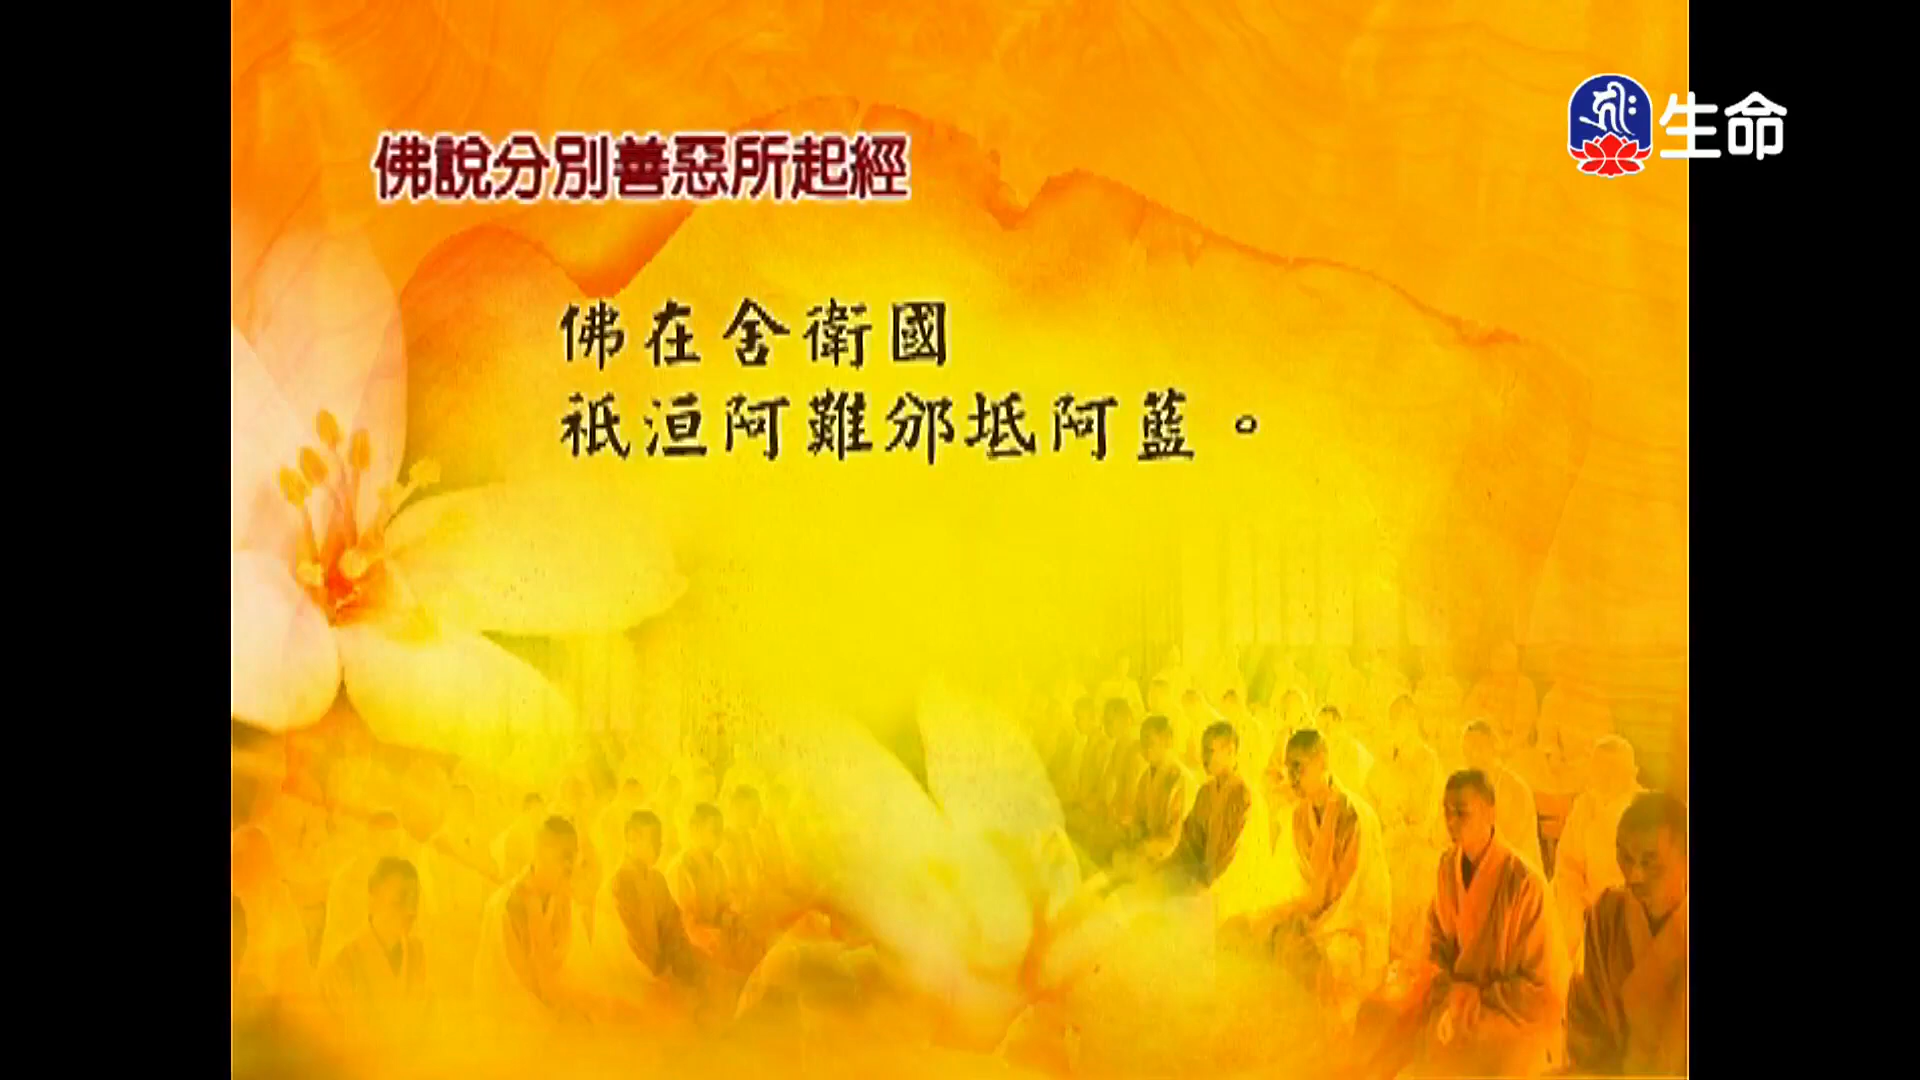 佛說分別善惡所起經
生命
佛在舍衛國
祇洹阿難邠坻阿藍。